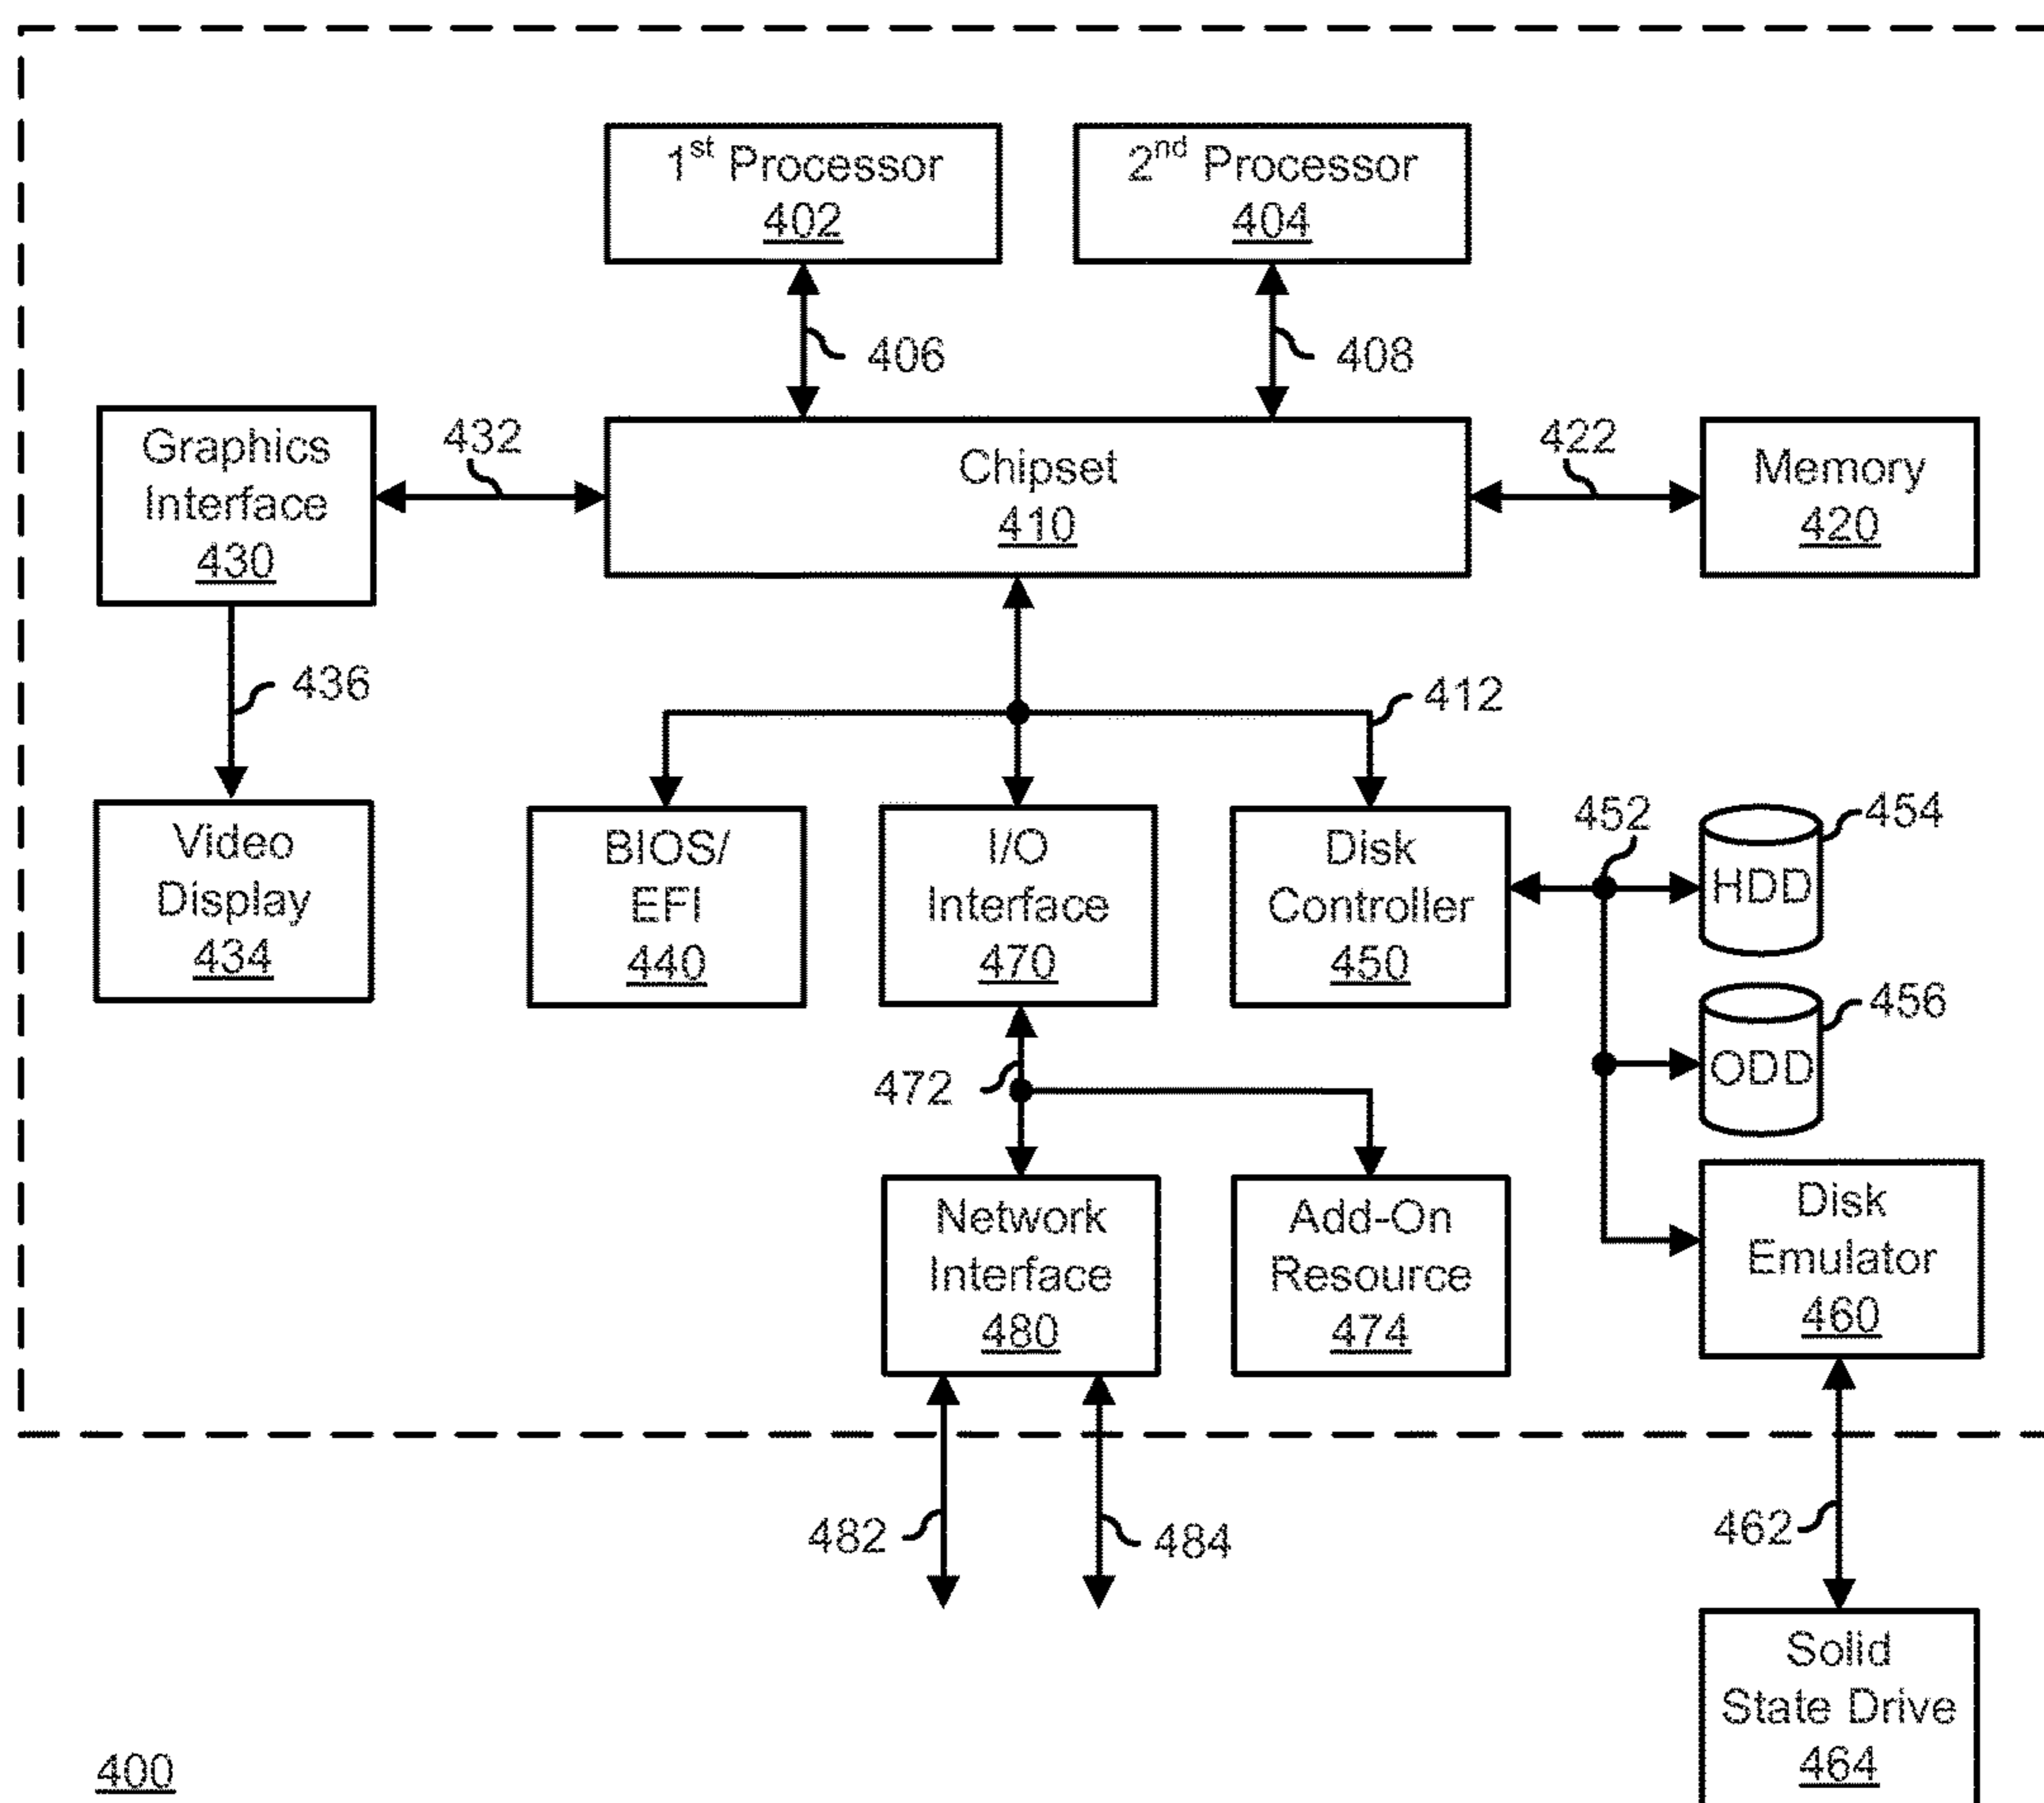 1st Processor
402
2nd Processor
404
406
408
Graphics
Interface
430
432
Chipset
410
422
Memory
420
436
412
Video
Display
434
BIOS/
EFI
440
I/O
Interface
470
Disk
Controller
450
452
HDD
454
ODD
456
472
Network
Interface
480
Add-On
Resource
474
Disk
Emulator
460
482
484
462
Solid
State Drive
464
400